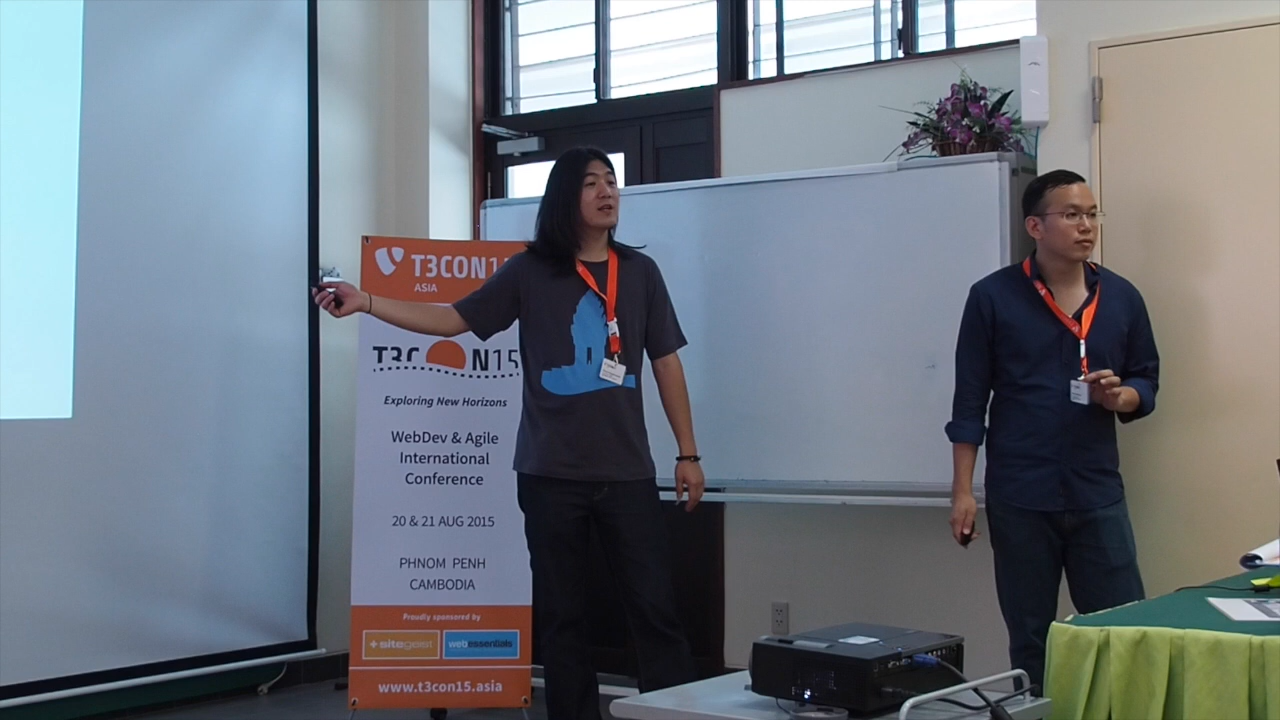 T3CON1
ASIA
T3C N15
Exploring New Horizons
WebDev & Agile
International
Conference
20 & 21 AUG 2015
PHNOM PENH
CAMBODIA
Proudly sponsored by
+sitegeist webessentials
www.t3con15.asia